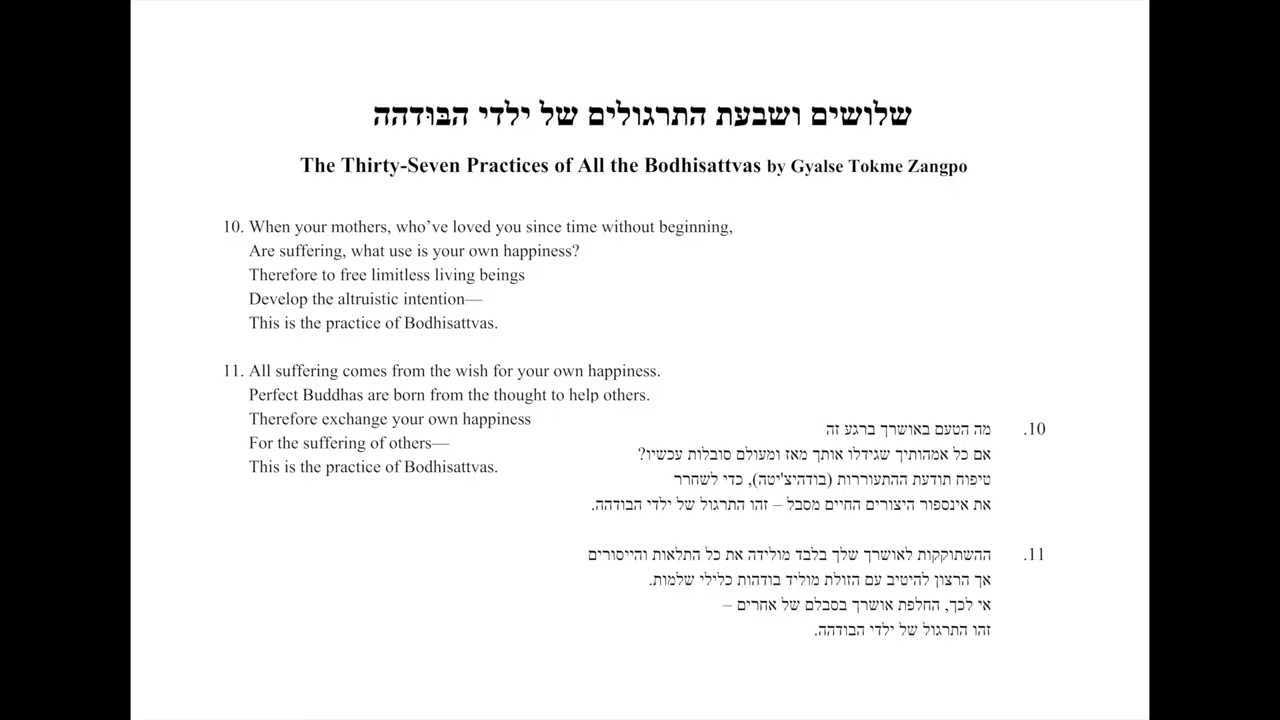 שלושים ושבעת התרגולים של ילדי הבּוּדהה
The Thirty-Seven Practices of All the Bodhisattvas by Gyalse Tokme Zangpo
10. When your mothers, who’ve loved you since time without beginning,
Are suffering, what use is your own happiness?
Therefore to free limitless living beings
Develop the altruistic intention—
This is the practice of Bodhisattvas.
11. All suffering comes from the wish for your own happiness.
Perfect Buddhas are born from the thought to help others.
Therefore exchange your own happiness
For the suffering of others—
This is the practice of Bodhisattvas.
10. מה הטעם באושרך ברגע זה
אם כל אמהותיך שגידלו אותך מאז ומעולם סובלות עכשיו?
טיפוח תודעת ההתעוררות (בודהיצ'יטה), כדי לשחרר
את אינספור היצורים החיים מסבל – זהו התרגול של ילדי הבודהה.
11. ההשתוקקות לאושרך שלך בלבד מולידה את כל התלאות והייסורים
אך הרצון להיטיב עם הזולת מוליד בודהות כלילי שלמות.
אי לכך, החלפת אושרך בסבלם של אחרים –
זהו התרגול של ילדי הבודהה.